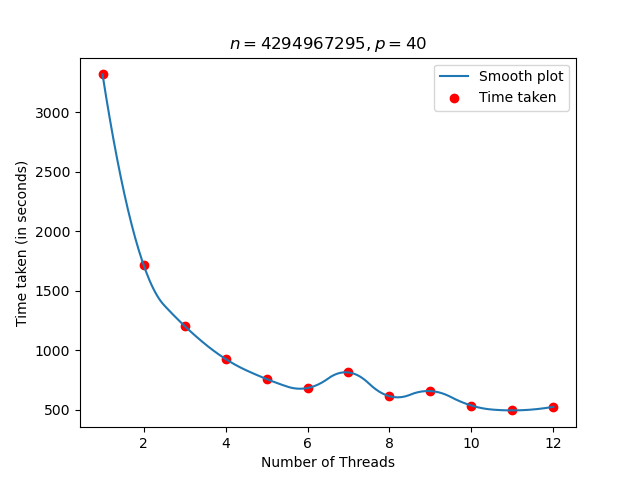 n = 4294967295, p = 40
Smooth plot
Time taken
Time taken (in seconds)
3000
2500
2000
1500
1000
500
2 4 6 8 10 12
Number of Threads